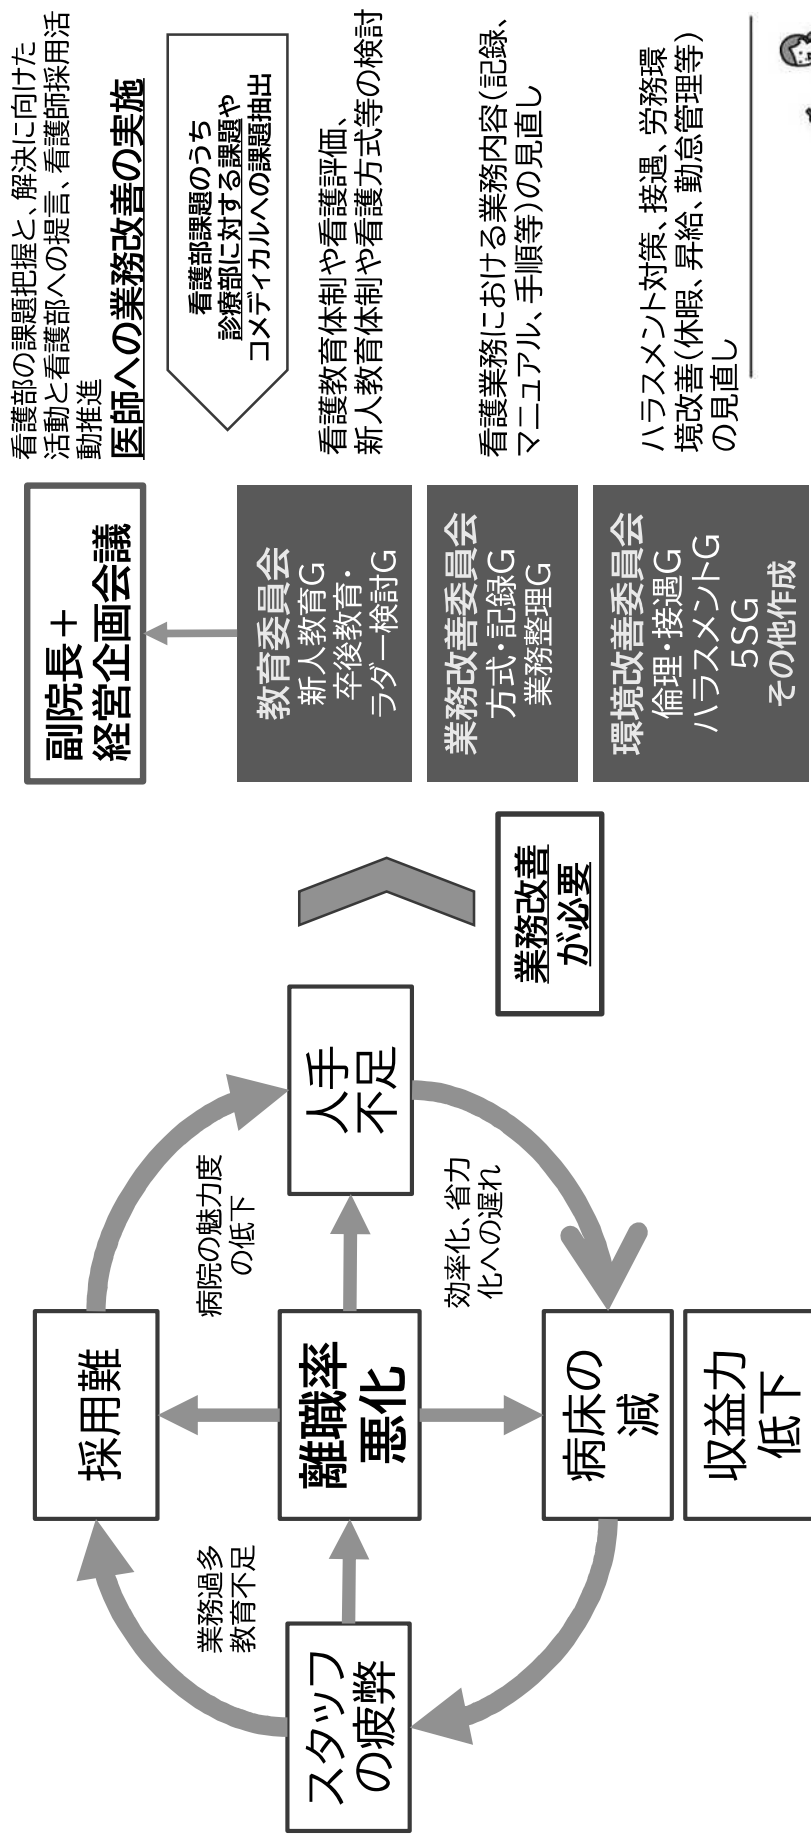 採用難
業務過多
教育不足
病院の魅力度
の低下
スタッフ
の疲弊
離職率
悪化
人手
不足
効率化、省力
化への遅れ
病床の
減
収益力
低下
業務改善
が必要
副院長＋
経営企画会議
看護部の課題把握と、解決に向けた
活動と看護部への提言、看護師採用活
動推進
医師への業務改善の実施
看護部課題のうち
診療部に対する課題や
コメディカルへの課題抽出
教育委員会
新人教育G
卒後教育・
ラダー検討G
看護教育体制や看護評価、
新人教育体制や看護方式等の検討
業務改善委員会
方式・記録G
業務整理G
看護業務における業務内容（記録、
マニュアル、手順等）の見直し
環境改善委員会
倫理・接遇G
ハラスメントG
5SG
その他作成
ハラスメント対策、接遇、労務環
境改善（休暇、昇給、勤怠管理等）
の見直し